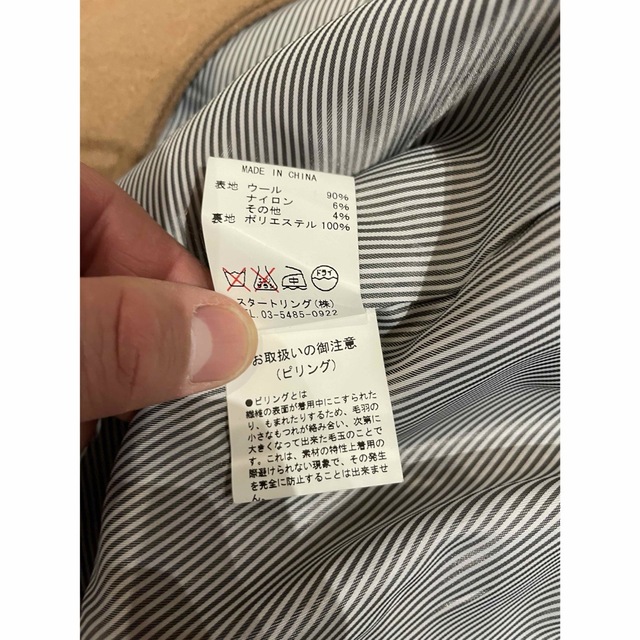 MADE IN CHINA
表地 ウール 90%
ナイロン 6%
その他 4%
裏地 ポリエステル 100%
ドライ
スタートリング(株)
TEL.03-5485-0922
お取扱いの御注意
(ピリング)
●ピリングとは
繊維の表面が着用中にこすられた
り、もまれたりするため、毛羽の
小さなもつれが絡み合い、次第に
大きくなって出来た毛玉のことで
す。これは、素材の特性上着用の
際避けられない現象で、その発生
を完全に防止することは出来ませ
ん。